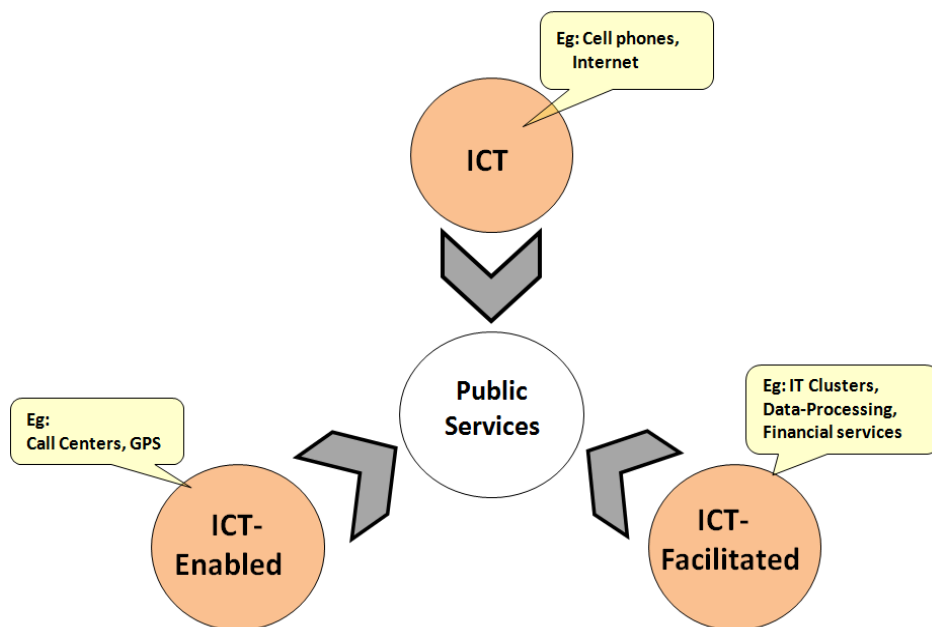 Eg: Cell phones,
Internet
ICT
Public
Services
Eg: IT Clusters,
Data-Processing,
Financial services
Eg:
Call Centers, GPS
ICT-
Enabled
ICT-
Facilitated